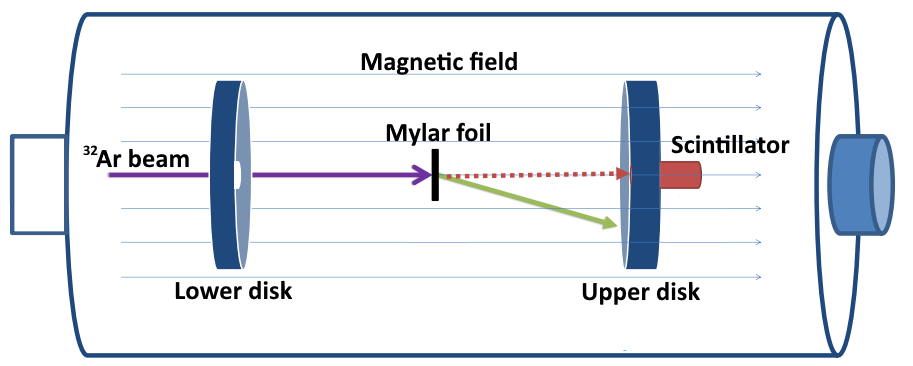 Magnetic field
Mylar foil
³²Ar beam
Scintillator
Lower disk
Upper disk